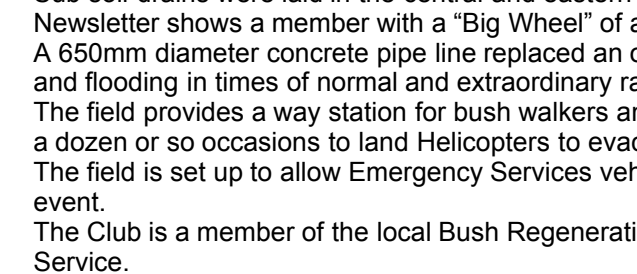 Sub soil drains were laid in the central and eastern
Newsletter shows a member with a “Big Wheel” of a
A 650mm diameter concrete pipe line replaced an
and flooding in times of normal and extraordinary
The field provides a way station for bush walkers
a dozen or so occasions to land Helicopters to
The field is set up to allow Emergency Services
event.
The Club is a member of the local Bush
Service.